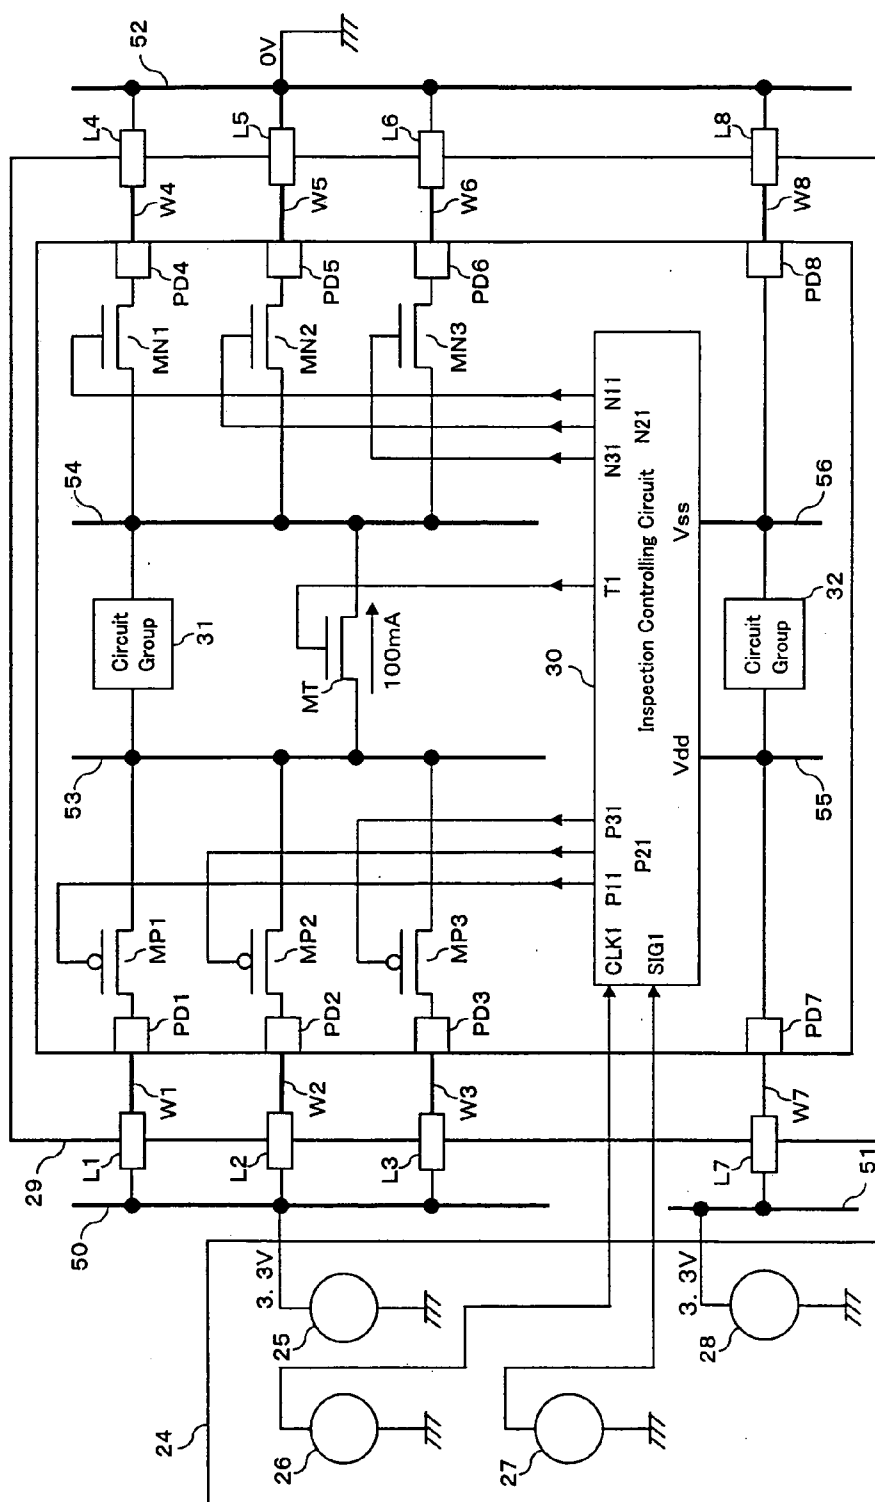 52
0V
L4
L5
L6
L8
W4
W5
W6
W8
PD4
PD5
PD6
PD8
MN1
MN2
MN3
N11
N21
N31
54
56
Vss
T1
Circuit
Group
31
Circuit
Group
32
MT
100mA
30
Inspection Controlling Circuit
53
55
Vdd
P31
P21
P11
CLK1
SIG1
MP1
MP2
MP3
PD1
PD2
PD3
PD7
W1
W2
W3
W7
29
L1
L2
L3
L7
50
51
3. 3V
3. 3V
25
28
24
26
27